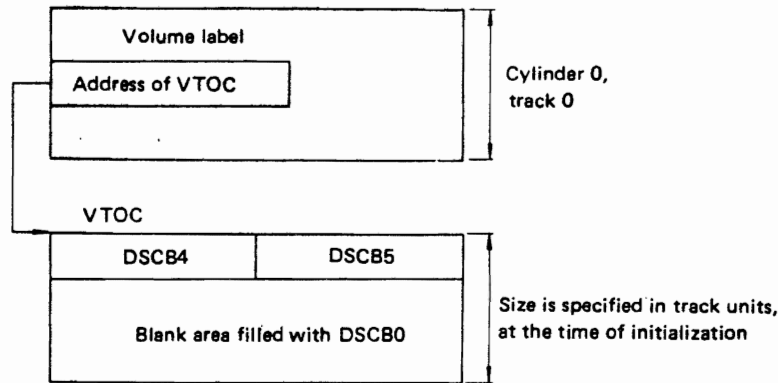 Volume label
Address of VTOC
Cylinder 0,
track 0
VTOC
DSCB4
DSCB5
Size is specified in track units,
at the time of initialization
Blank area filled with DSCB0